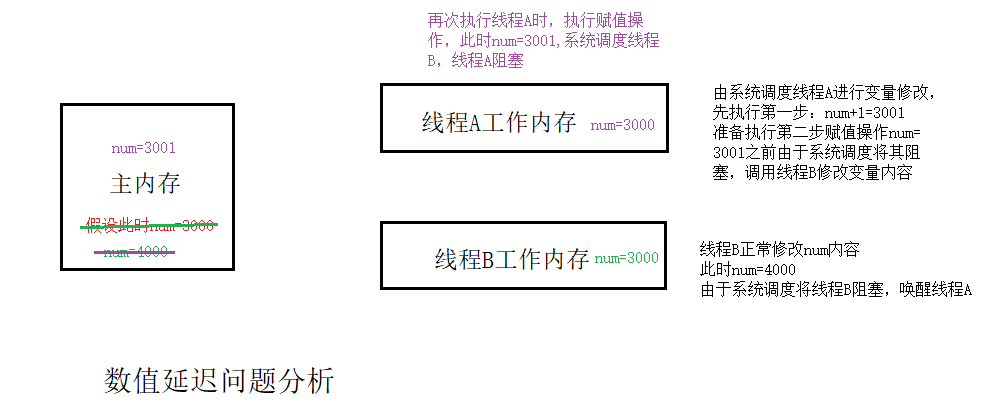 再次执行线程A时，执行赋值操
作，此时num=3001,系统调度线程
B，线程A阻塞
线程A工作内存 num=3000
由系统调度线程A进行变量修改，
先执行第一步：num+1=3001
准备执行第二步赋值操作num=
3001之前由于系统调度将其阻
塞，调用线程B修改变量内容
num=3001
主内存
假设此时num=3000
num=4000
线程B工作内存 num=3000
线程B正常修改num内容
此时num=4000
由于系统调度将线程B阻塞，唤醒线程A
数值延迟问题分析